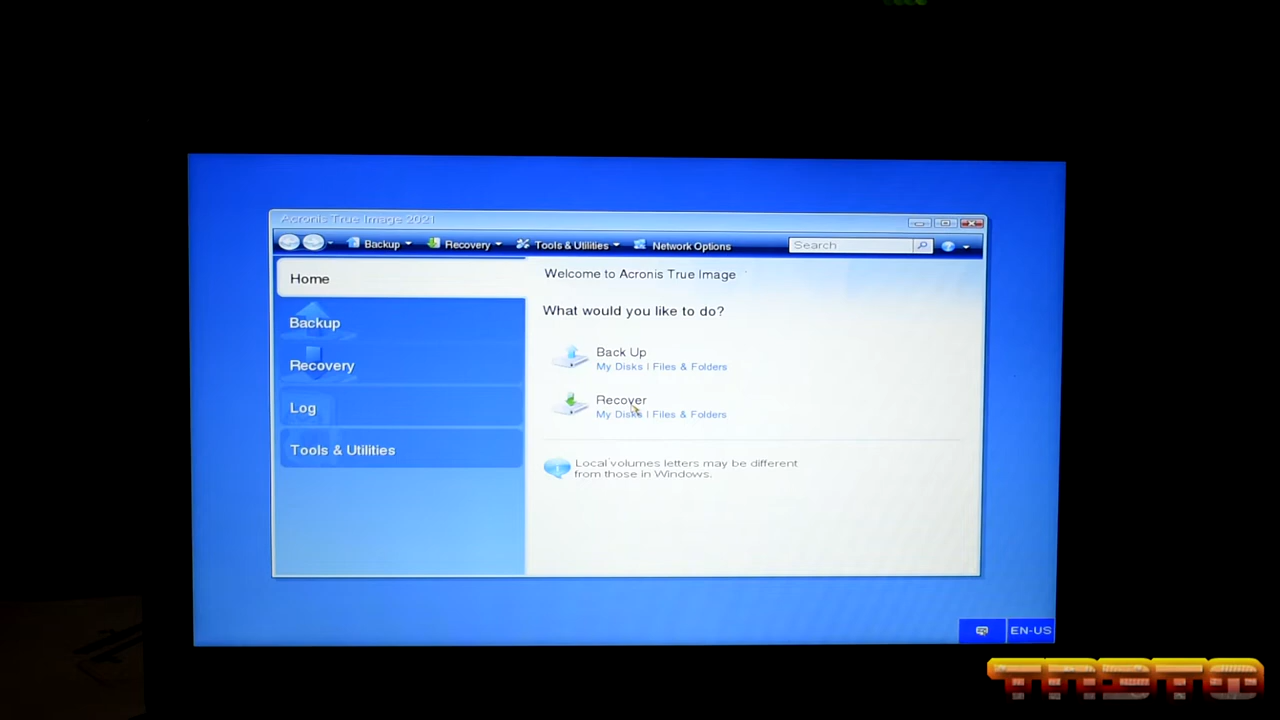 Acronis True Image 2021
Backup Recovery Tools & Utilities Network Options Search
Home
Backup
Recovery
Log
Tools & Utilities
Welcome to Acronis True Image
What would you like to do?
Back Up
My Disks | Files & Folders
Recover
My Disks | Files & Folders
Local volumes letters may be different
from those in Windows.
EN-US